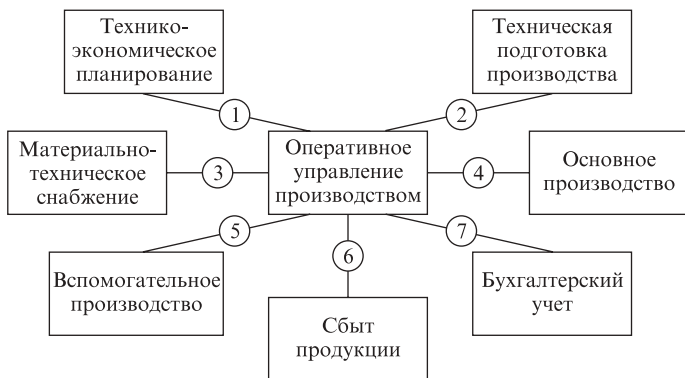 Технико-
экономическое
планирование
Техническая
подготовка
производства
1
2
Материально-
техническое
снабжение
3
Оперативное
управление
производством
4
Основное
производство
5
6
7
Вспомогательное
производство
Сбыт
продукции
Бухгалтерский
учет